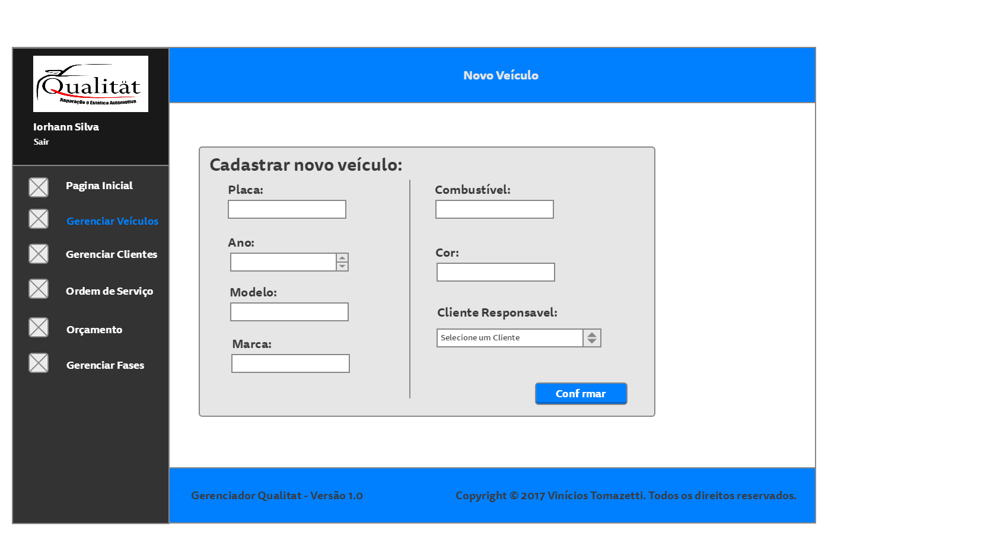 Qualität
Reparação e Estética Automotiva
Iorhann Silva
Sair
Pagina Inicial
Gerenciar Veículos
Gerenciar Clientes
Ordem de Serviço
Orçamento
Gerenciar Fases
Novo Veículo
Cadastrar novo veículo:
Placa:
Ano:
Modelo:
Marca:
Combustível:
Cor:
Cliente Responsavel:
Selecione um Cliente
Conf rmar
Gerenciador Qualitat - Versão 1.0
Copyright © 2017 Vinícios Tomazetti. Todos os direitos reservados.